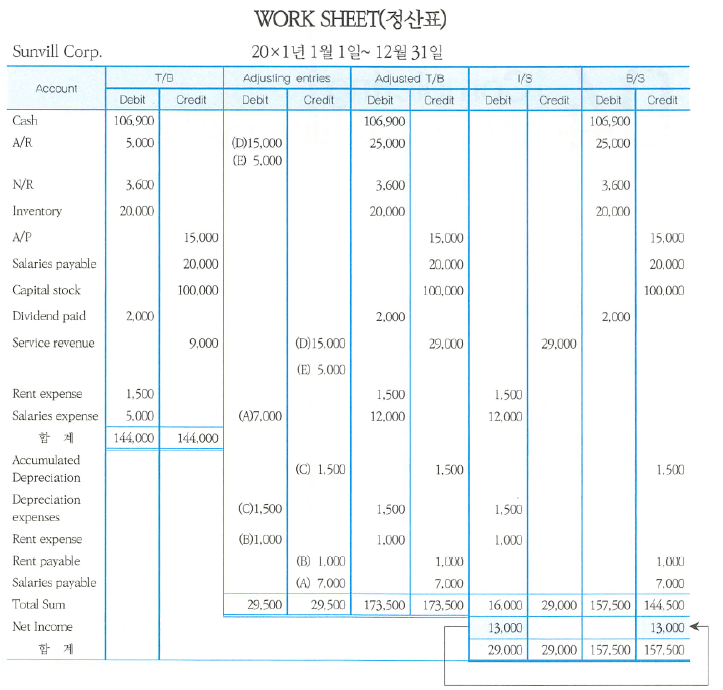 WORK SHEET(정산표)
Sunvill Corp. 20×1년 1월 1일~ 12월 31일
Account T/B Adjusting entries Adjusted T/B I/S B/S
Debit Credit Debit Credit Debit Credit Debit Credit Debit Credit
Cash 106,900 106,900 106,900
A/R 5,000 (D)15,000 25,000 25,000
(E) 5,000
N/R 3,600 3,600 3,600
Inventory 20,000 20,000 20,000
A/P 15,000 15,000 15,000
Salaries payable 20,000 20,000 20,000
Capital stock 100,000 100,000 100,000
Dividend paid 2,000 2,000 2,000
Service revenue 9,000 (D)15,000 29,000 29,000
(E) 5,000
Rent expense 1,500 1,500 1,500
Salaries expense 5,000 (A)7,000 12,000 12,000
합 계 144,000 144,000
Accumulated
Depreciation (C) 1,500 1,500 1,500
Depreciation
expenses (C)1,500 1,500 1,500
Rent expense (B)1,000 1,000 1,000
Rent payable (B) 1,000 1,000 1,000
Salaries payable (A) 7,000 7,000 7,000
Total Sum 29,500 29,500 173,500 173,500 16,000 29,000 157,500 144,500
Net Income 13,000 13,000
합 계 29,000 29,000 157,500 157,500